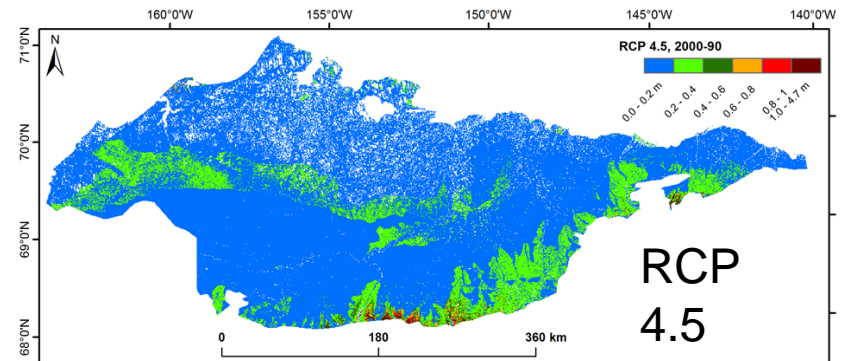 160°0'W 155°0'W 150°0'W 145°0'W 140°0'W
71°0'N
70°0'N
69°0'N
68°0'N
N
RCP 4.5, 2000-90
0.0 - 0.2 m
0.2 - 0.4
0.4 - 0.6
0.6 - 0.8
0.8 - 1
1.0 - 4.7 m
RCP
4.5
0 180 360 km